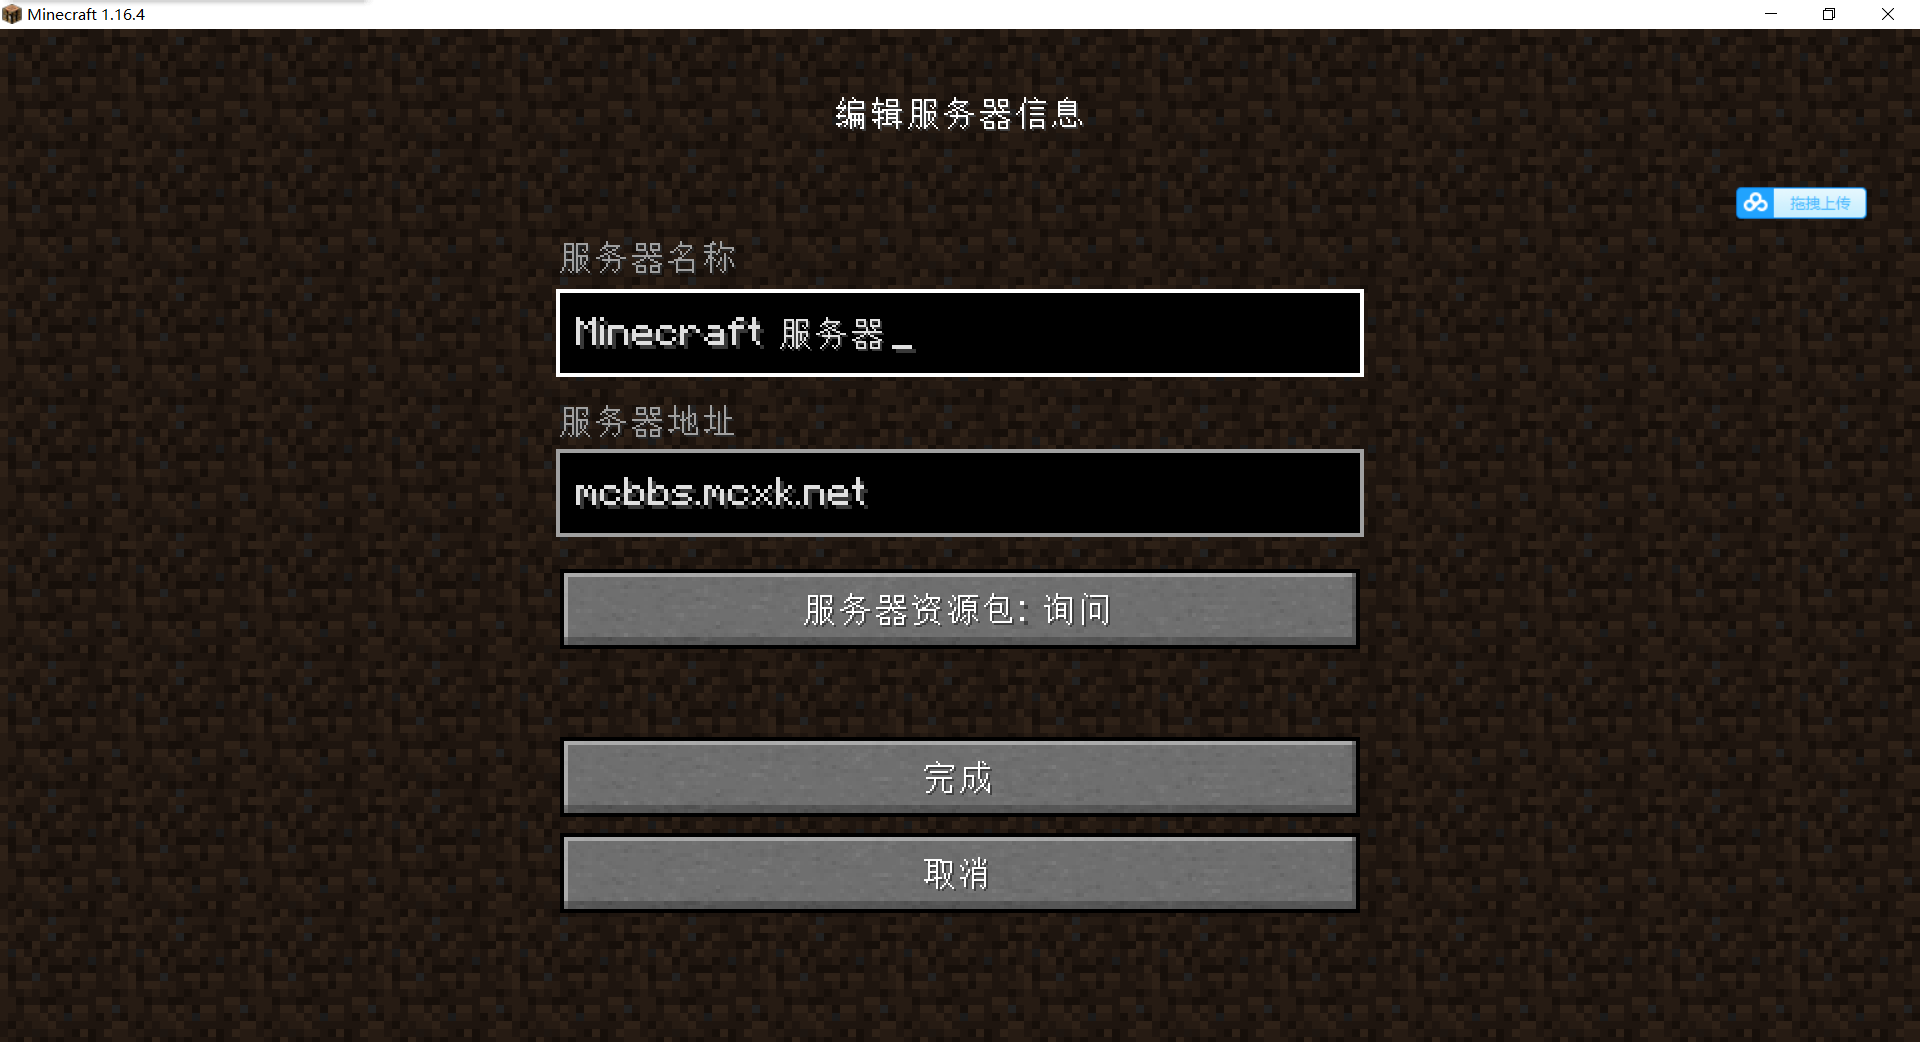 Minecraft 1.16.4
编辑服务器信息
拖拽上传
服务器名称
Minecraft 服务器_
服务器地址
mcbbs.mcxk.net
服务器资源包: 询问
完成
取消